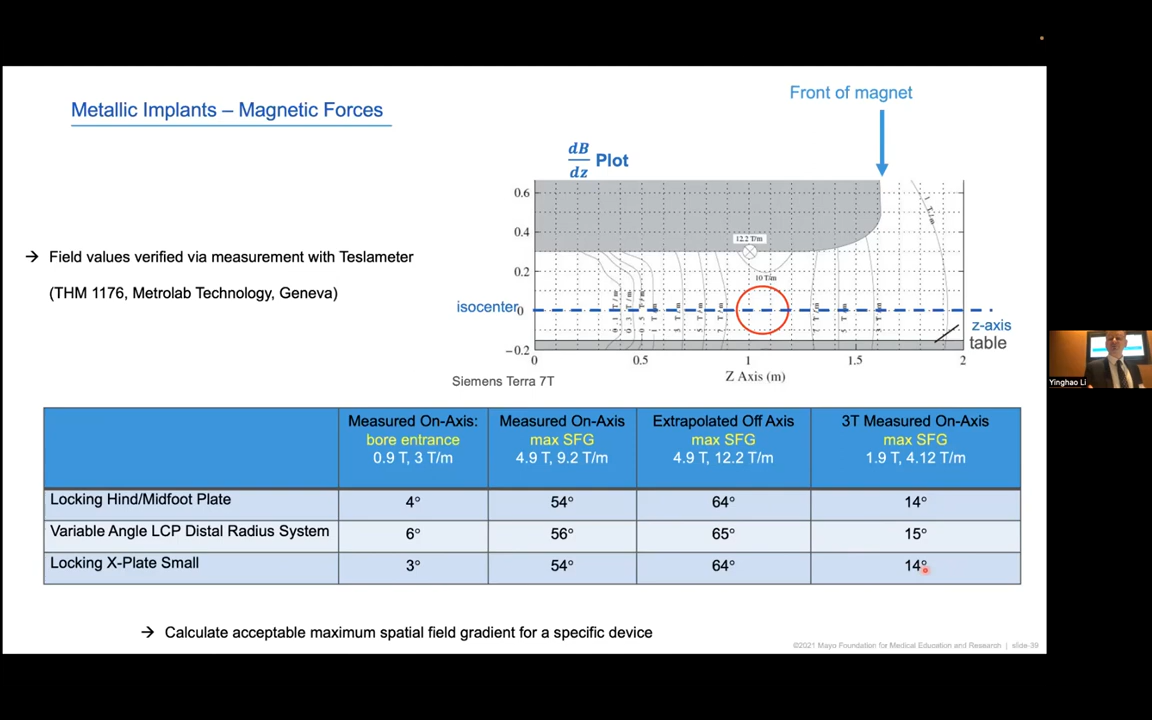 Metallic Implants – Magnetic Forces
Front of magnet
dB
dz
Plot
Field values verified via measurement with Teslameter
(THM 1176, Metrolab Technology, Geneva)
0.6
0.4
0.2
0
−0.2
isocenter
12.2 T/m
10 T/m
1 T/m
z-axis
table
0 0.5 1 1.5 2
Z Axis (m)
Siemens Terra 7T
Yinghao Li
Measured On-Axis: Measured On-Axis Extrapolated Off Axis 3T Measured On-Axis
bore entrance max SFG max SFG max SFG
0.9 T, 3 T/m 4.9 T, 9.2 T/m 4.9 T, 12.2 T/m 1.9 T, 4.12 T/m
Locking Hind/Midfoot Plate 4° 54° 64° 14°
Variable Angle LCP Distal Radius System 6° 56° 65° 15°
Locking X-Plate Small 3° 54° 64° 14°
Calculate acceptable maximum spatial field gradient for a specific device
©2021 Mayo Foundation for Medical Education and Research | slide-39